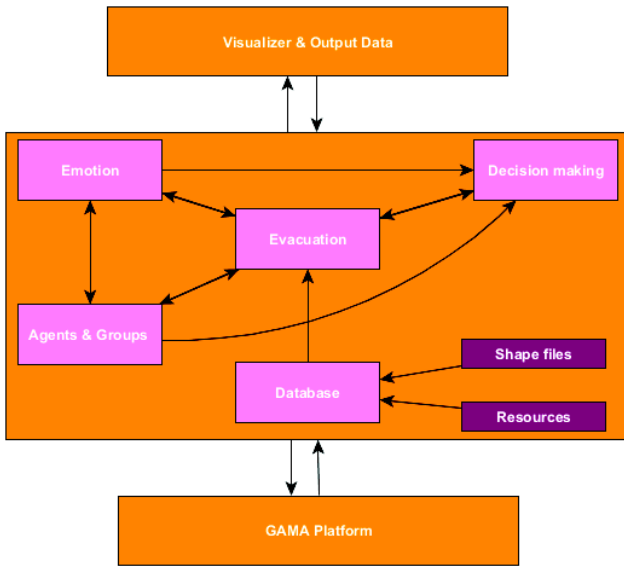 Visualizer & Output Data
Emotion
Decision making
Evacuation
Agents & Groups
Shape files
Database
Resources
GAMA Platform